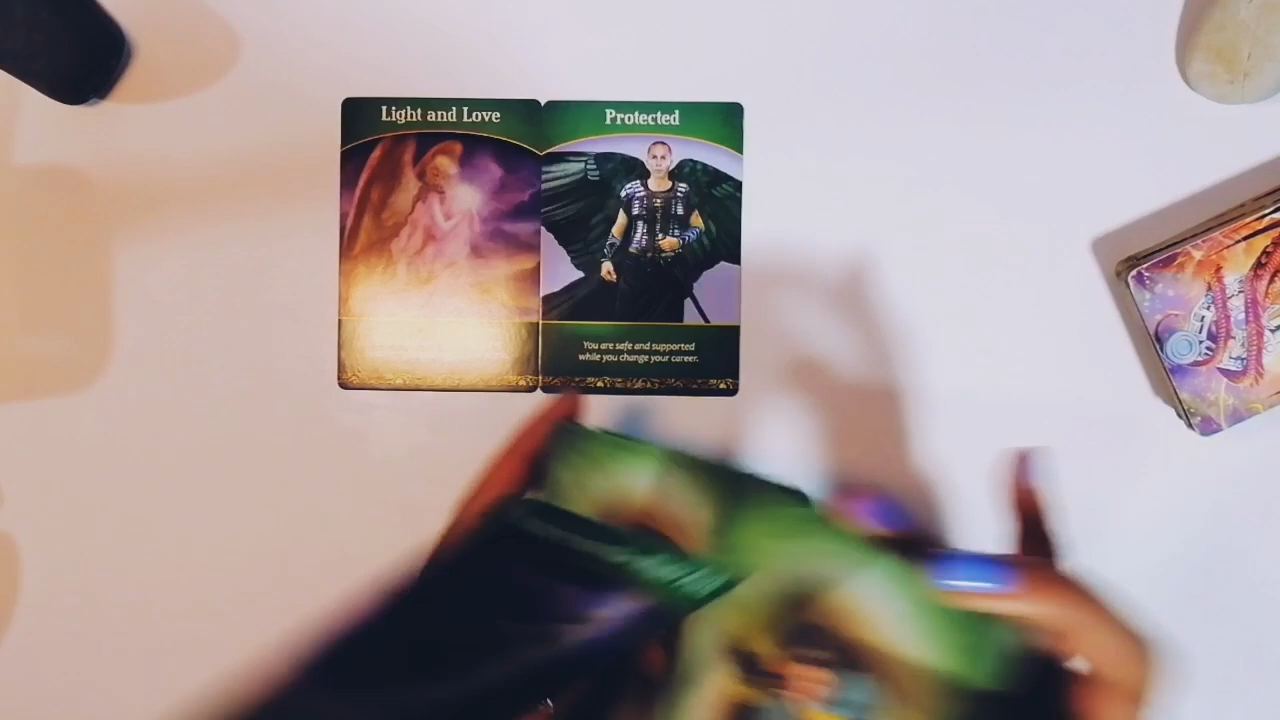 Light and Love
Protected
You are safe and supported
while you change your career.